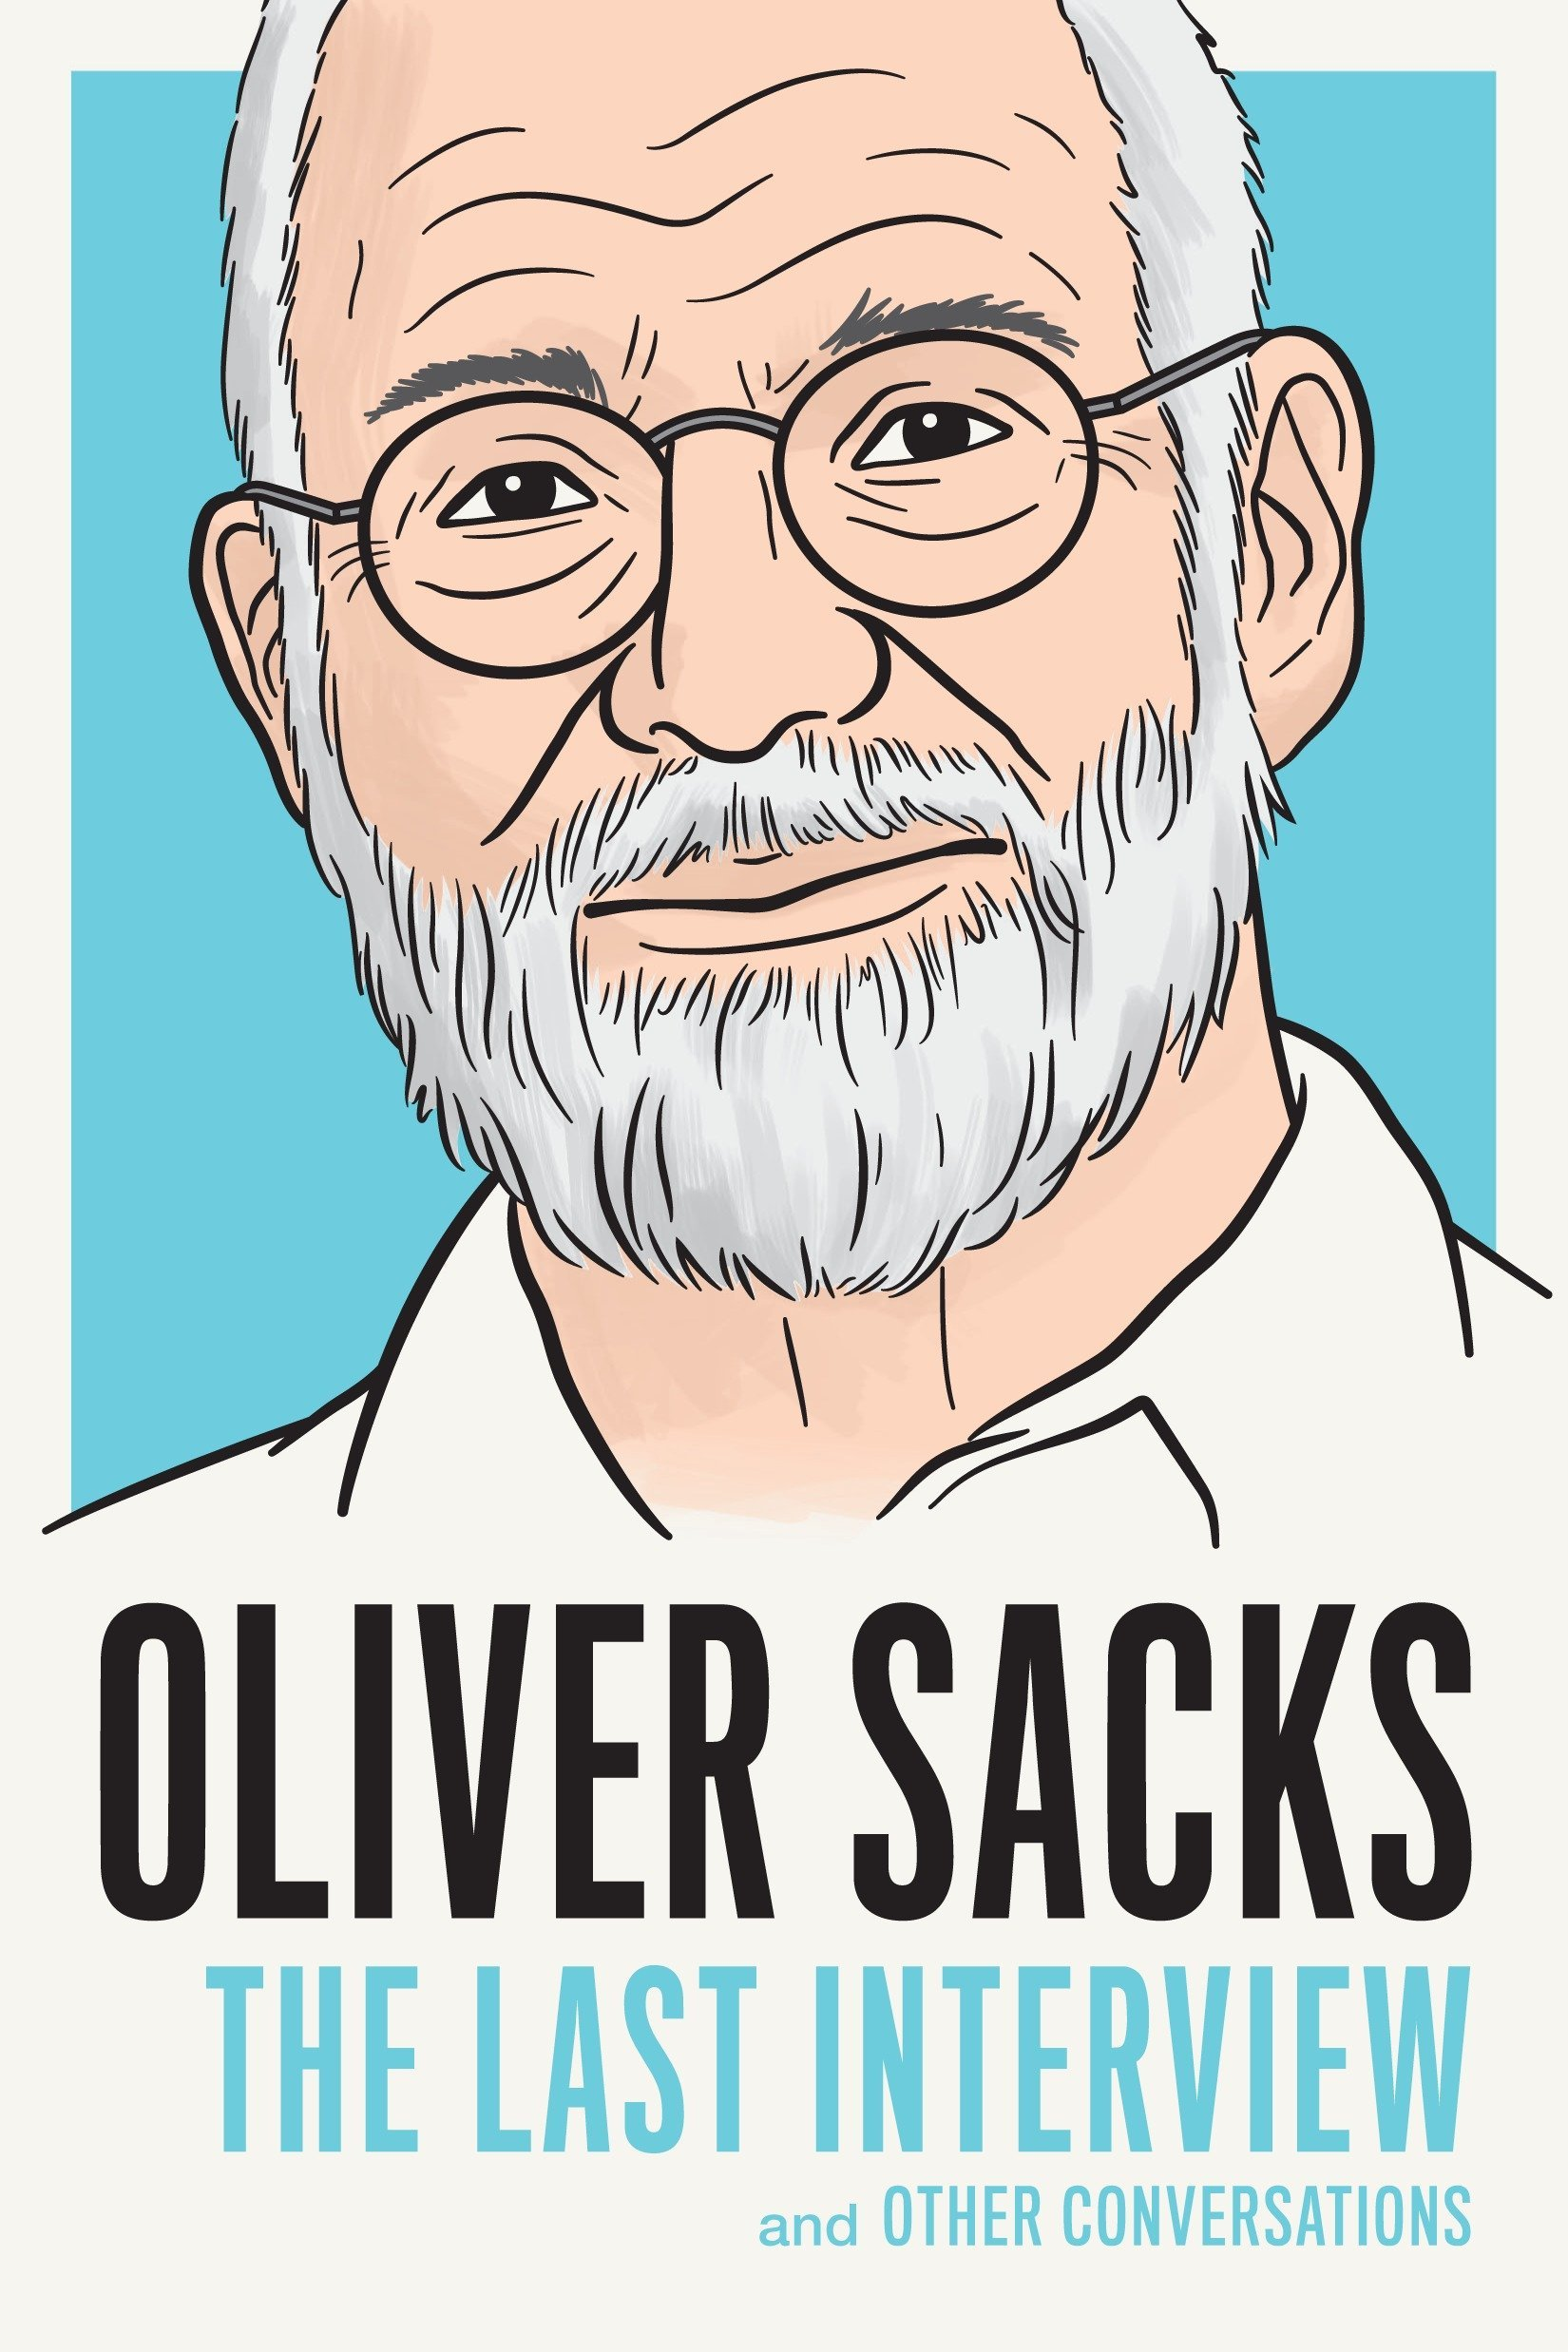 OLIVER SACKS
THE LAST INTERVIEW
and OTHER CONVERSATIONS